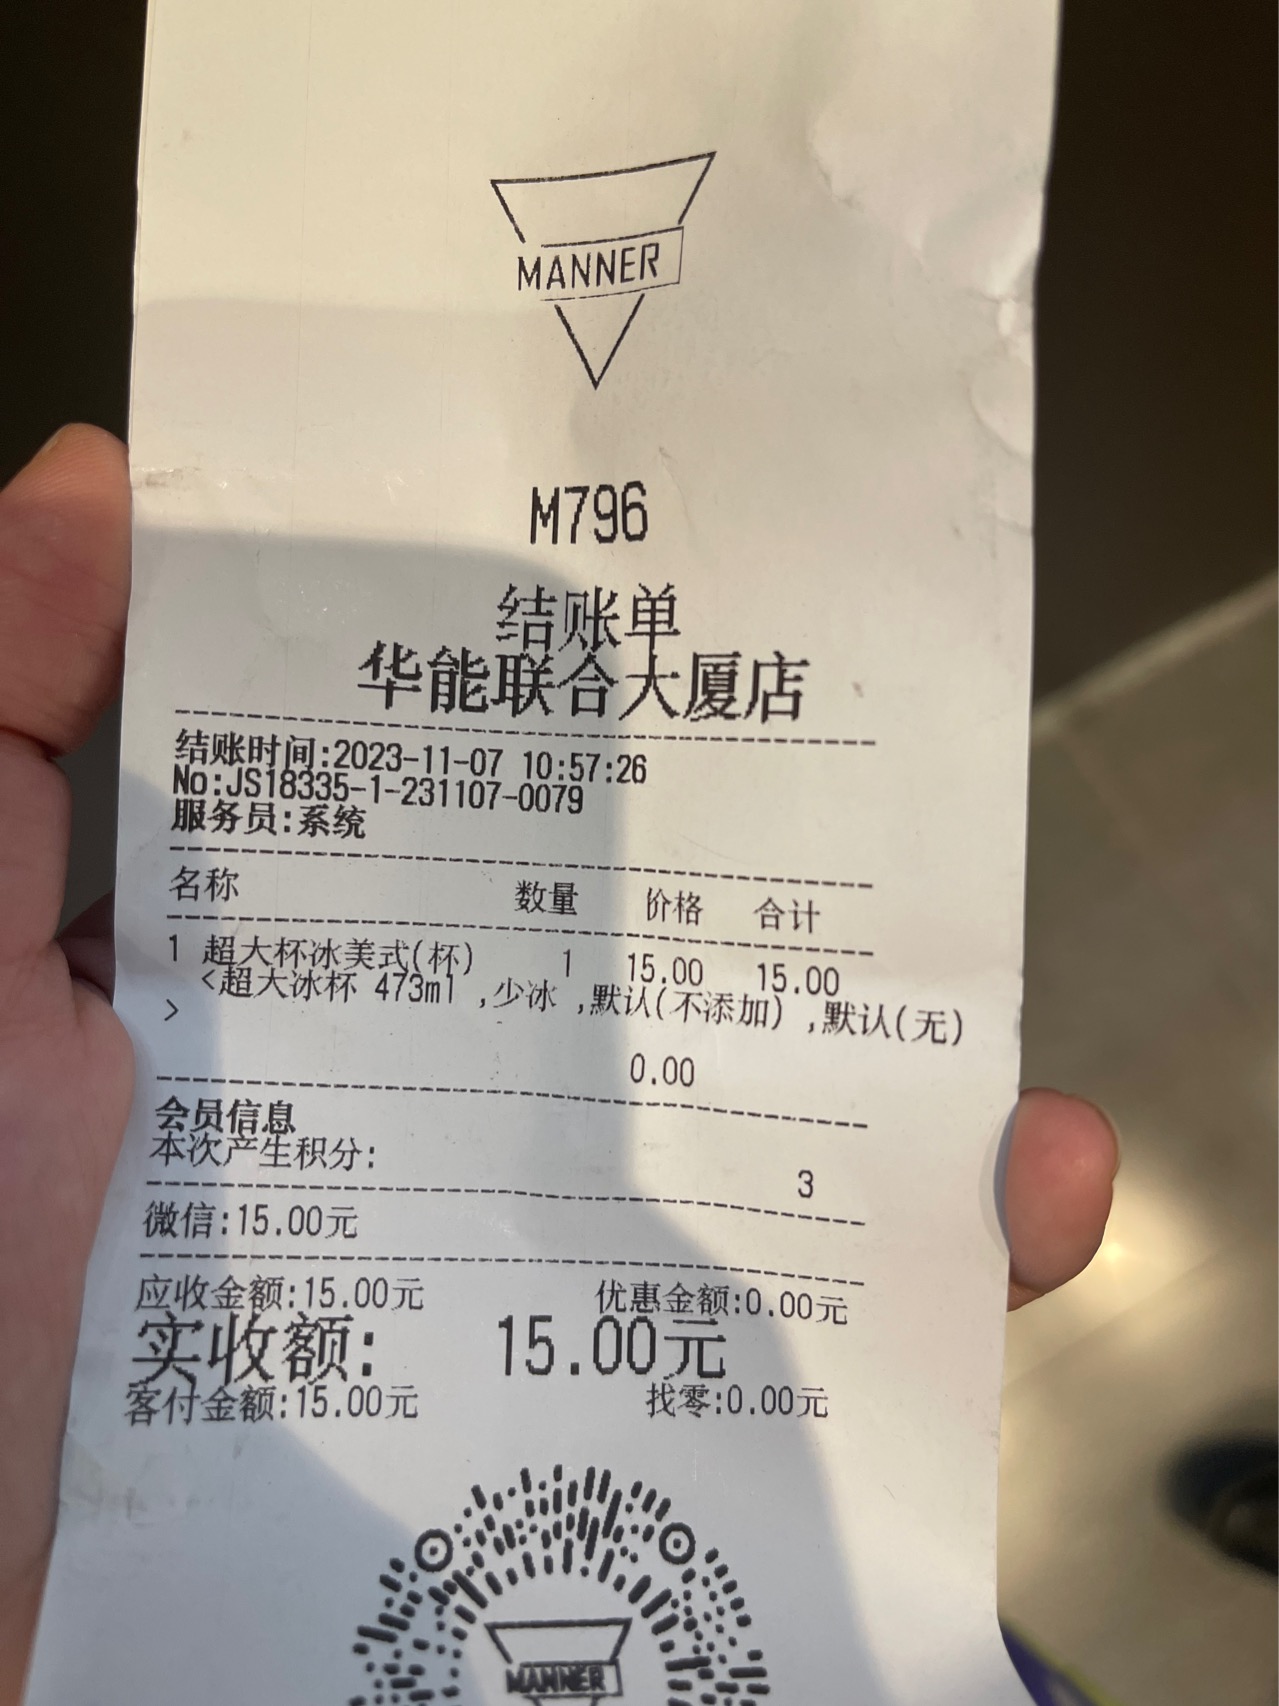 MANNER
M796
结账单
华能联合大厦店
结账时间:2023-11-07 10:57:26
No:JS18335-1-231107-0079
服务员:系统
名称 数量 价格 合计
1 超大杯冰美式(杯) 1 15.00 15.00
<超大冰杯 473ml ,少冰 ,默认(不添加) ,默认(无)
>
0.00
会员信息
本次产生积分: 3
微信:15.00元
应收金额:15.00元 优惠金额:0.00元
实收额: 15.00元
客付金额:15.00元 找零:0.00元
MANNER